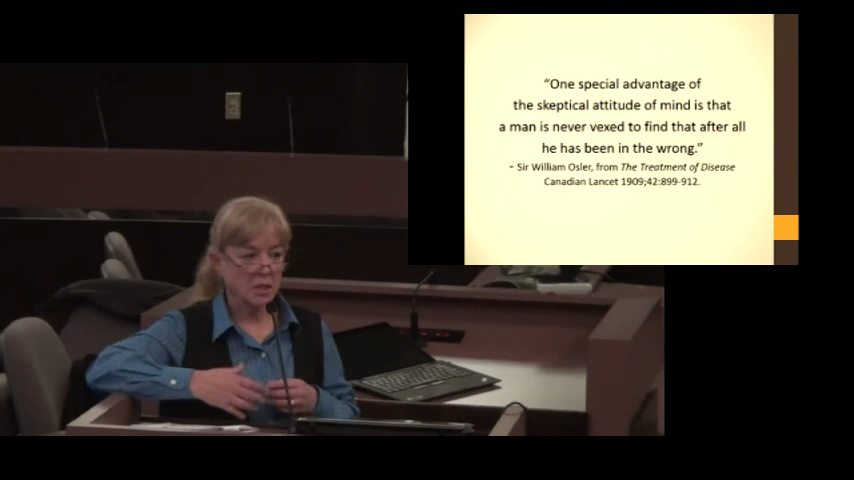 “One special advantage of
the skeptical attitude of mind is that
a man is never vexed to find that after all
he has been in the wrong.”
~ Sir William Osler, from The Treatment of Disease
Canadian Lancet 1909;42:899-912.